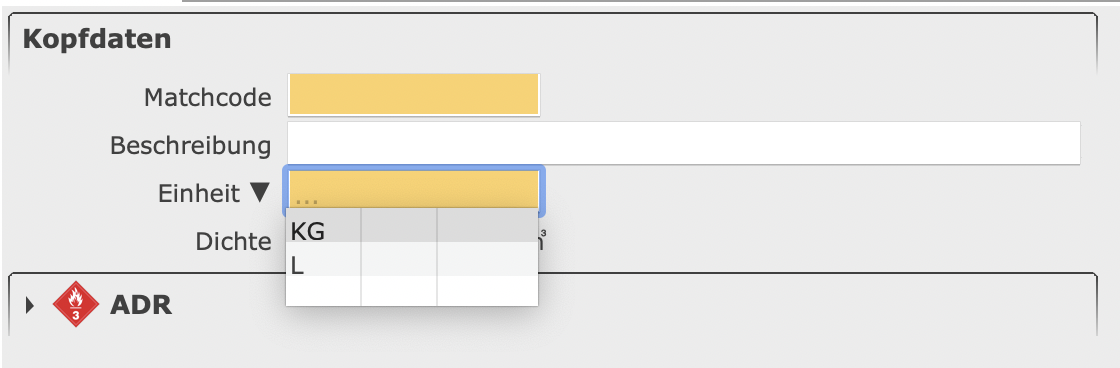 Kopfdaten
Matchcode
Beschreibung
Einheit ▼
...
KG
Dichte
L
3
ADR